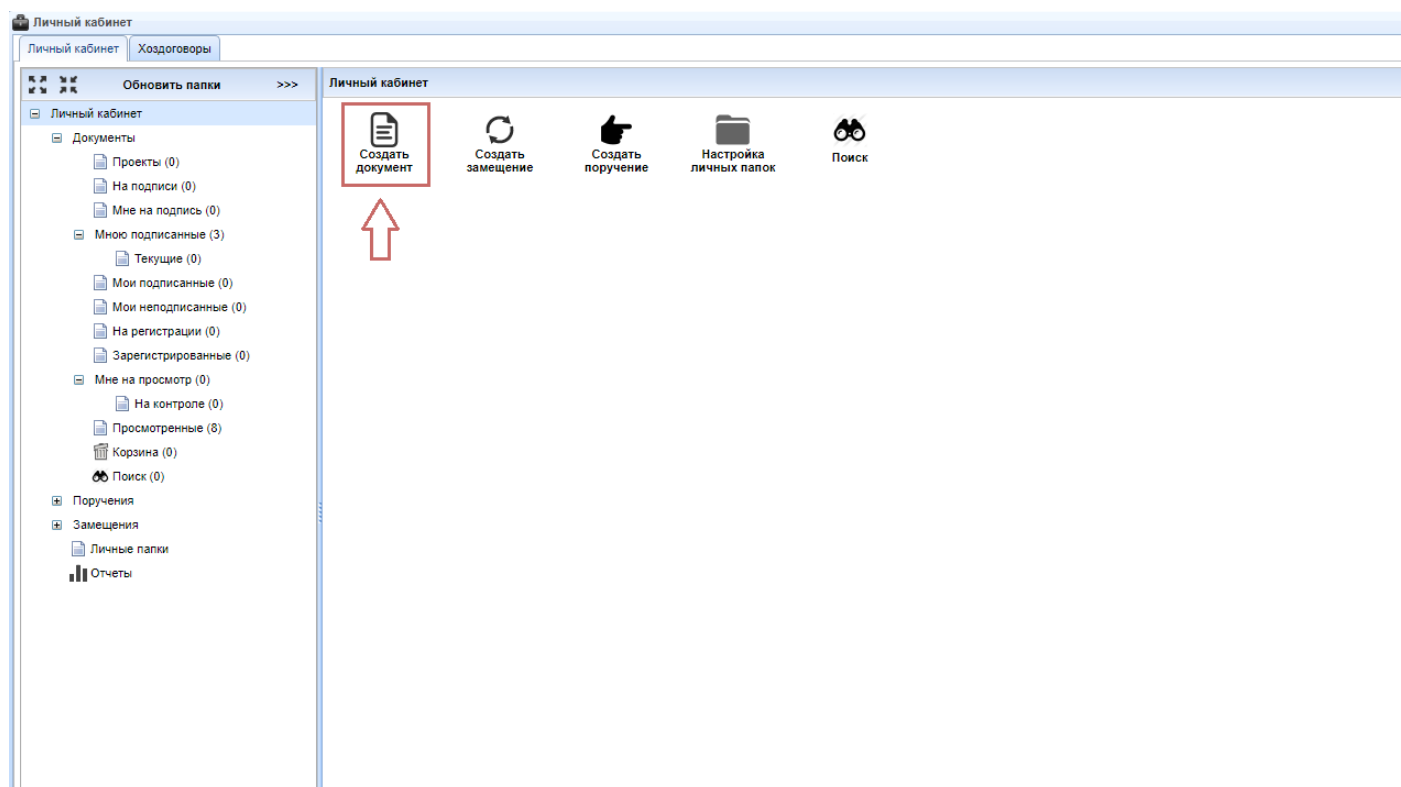 Личный кабинет
Личный кабинет
Хоздоговоры
Обновить папки >>>
Личный кабинет
Документы
Проекты (0)
На подписи (0)
Мне на подпись (0)
Мною подписанные (3)
Текущие (0)
Мои подписанные (0)
Мои неподписанные (0)
На регистрации (0)
Зарегистрированные (0)
Мне на просмотр (0)
На контроле (0)
Просмотренные (8)
Корзина (0)
Поиск (0)
Поручения
Замещения
Личные папки
Отчеты
Личный кабинет
Создать
документ
Создать
замещение
Создать
поручение
Настройка
личных папок
Поиск